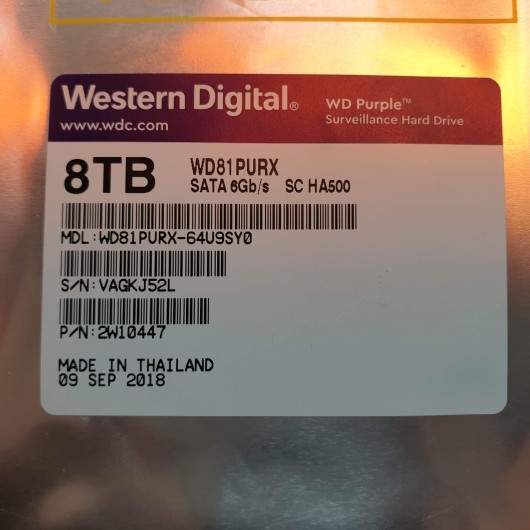 Western Digital®
www.wdc.com
WD Purple™
Surveillance Hard Drive
8TB
WD81PURX
SATA 6Gb/s SC HA500
MDL:WD81PURX-64U9SY0
S/N:VAGKJ52L
P/N:2W10447
MADE IN THAILAND
09 SEP 2018